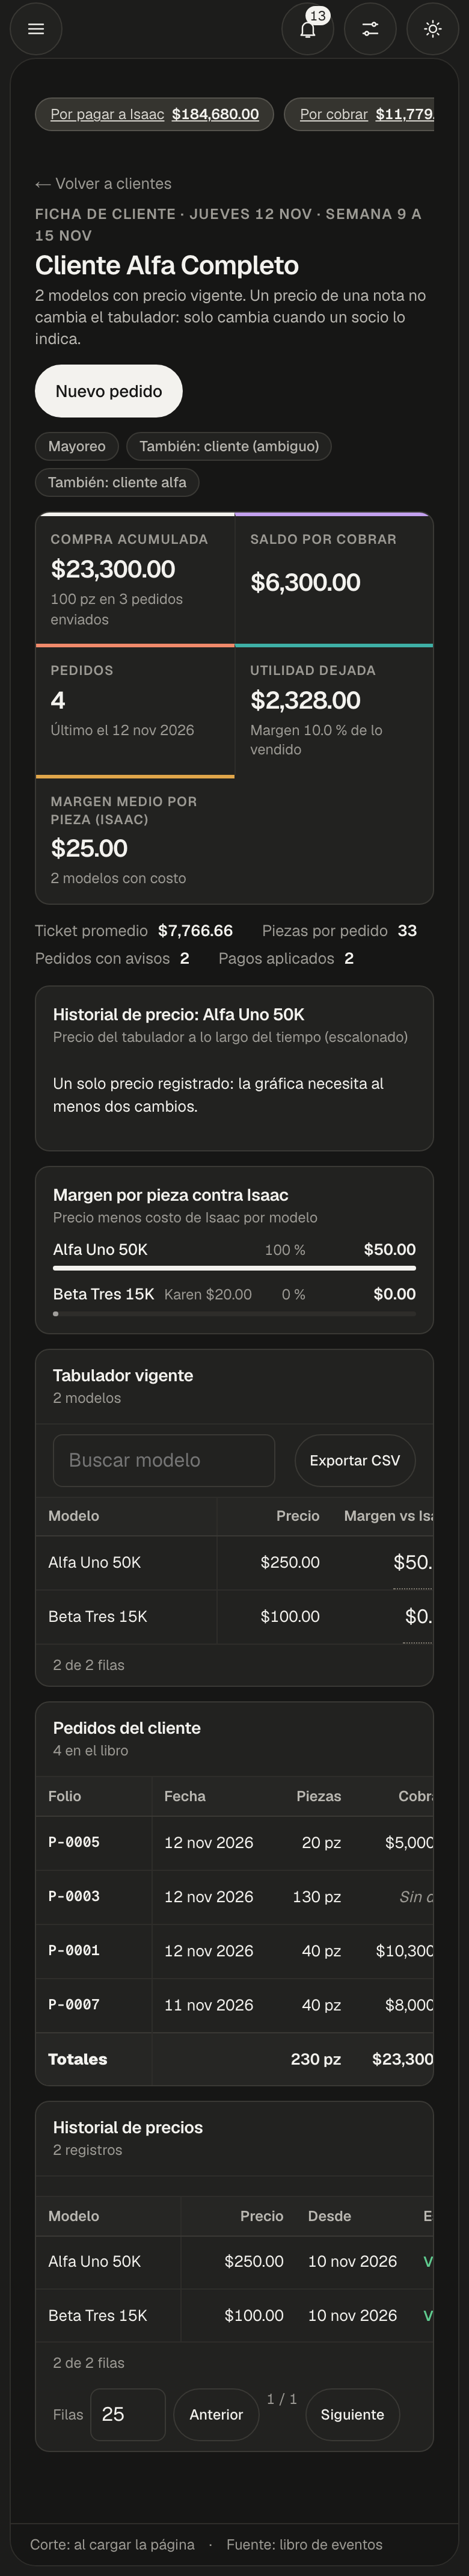 13
Por pagar a Isaac $184,680.00 Por cobrar $11,779.
← Volver a clientes
FICHA DE CLIENTE · JUEVES 12 NOV · SEMANA 9 A
15 NOV
Cliente Alfa Completo
2 modelos con precio vigente. Un precio de una nota no
cambia el tabulador: solo cambia cuando un socio lo
indica.
Nuevo pedido
Mayoreo También: cliente (ambiguo)
También: cliente alfa
COMPRA ACUMULADA
$23,300.00
100 pz en 3 pedidos
enviados
SALDO POR COBRAR
$6,300.00
PEDIDOS
4
Último el 12 nov 2026
UTILIDAD DEJADA
$2,328.00
Margen 10.0 % de lo
vendido
MARGEN MEDIO POR
PIEZA (ISAAC)
$25.00
2 modelos con costo
Ticket promedio $7,766.66 Piezas por pedido 33
Pedidos con avisos 2 Pagos aplicados 2
Historial de precio: Alfa Uno 50K
Precio del tabulador a lo largo del tiempo (escalonado)
Un solo precio registrado: la gráfica necesita al
menos dos cambios.
Margen por pieza contra Isaac
Precio menos costo de Isaac por modelo
Alfa Uno 50K 100 % $50.00
Beta Tres 15K Karen $20.00 0 % $0.00
Tabulador vigente
2 modelos
Buscar modelo Exportar CSV
Modelo Precio Margen vs Isa
Alfa Uno 50K $250.00 $50.
Beta Tres 15K $100.00 $0.
2 de 2 filas
Pedidos del cliente
4 en el libro
Folio Fecha Piezas Cobr
P-0005 12 nov 2026 20 pz $5,000
P-0003 12 nov 2026 130 pz Sin c
P-0001 12 nov 2026 40 pz $10,300
P-0007 11 nov 2026 40 pz $8,000
Totales 230 pz $23,300
Historial de precios
2 registros
Modelo Precio Desde E
Alfa Uno 50K $250.00 10 nov 2026 V
Beta Tres 15K $100.00 10 nov 2026 V
2 de 2 filas
Filas 25 Anterior 1 / 1 Siguiente
Corte: al cargar la página · Fuente: libro de eventos